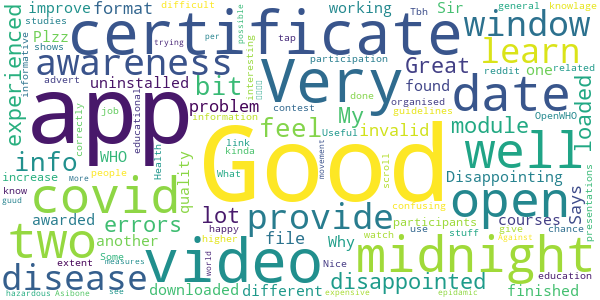 improve format studies working Sir difficult Tbh general possible knowlage
certificate
experienced Plzz shows trying tap per participation window
awareness Great learn
informative advert uninstalled bit found reddit one related
app Very date
interesting contest done organised OpenWHO
job educational problem My invalid guidelines
correctly information feel module loaded
info WHO link kinda Useful well
Good
people Health What quality movement scroll confusing Disappointing presentations
increase More know covid lot participants courses Says
guud awarded errors provide open use give chance
extent another file Why watch stuff
two video midnight
Some measures world happy higher Nice see Against education
disease different disappointed
hazardous Asibone downloaded expensive epidamic finished